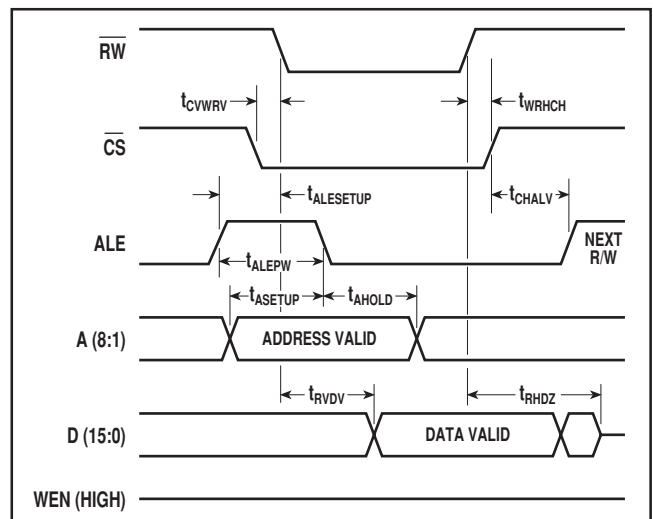 RW
tCVWRV
tWRHCH
CS
tALESETUP
tCHALV
ALE
NEXT
R/W
tALEPW
tASETUP
tAHOLD
A (8:1)
ADDRESS VALID
tRVDV
tRHDZ
D (15:0)
DATA VALID
WEN (HIGH)